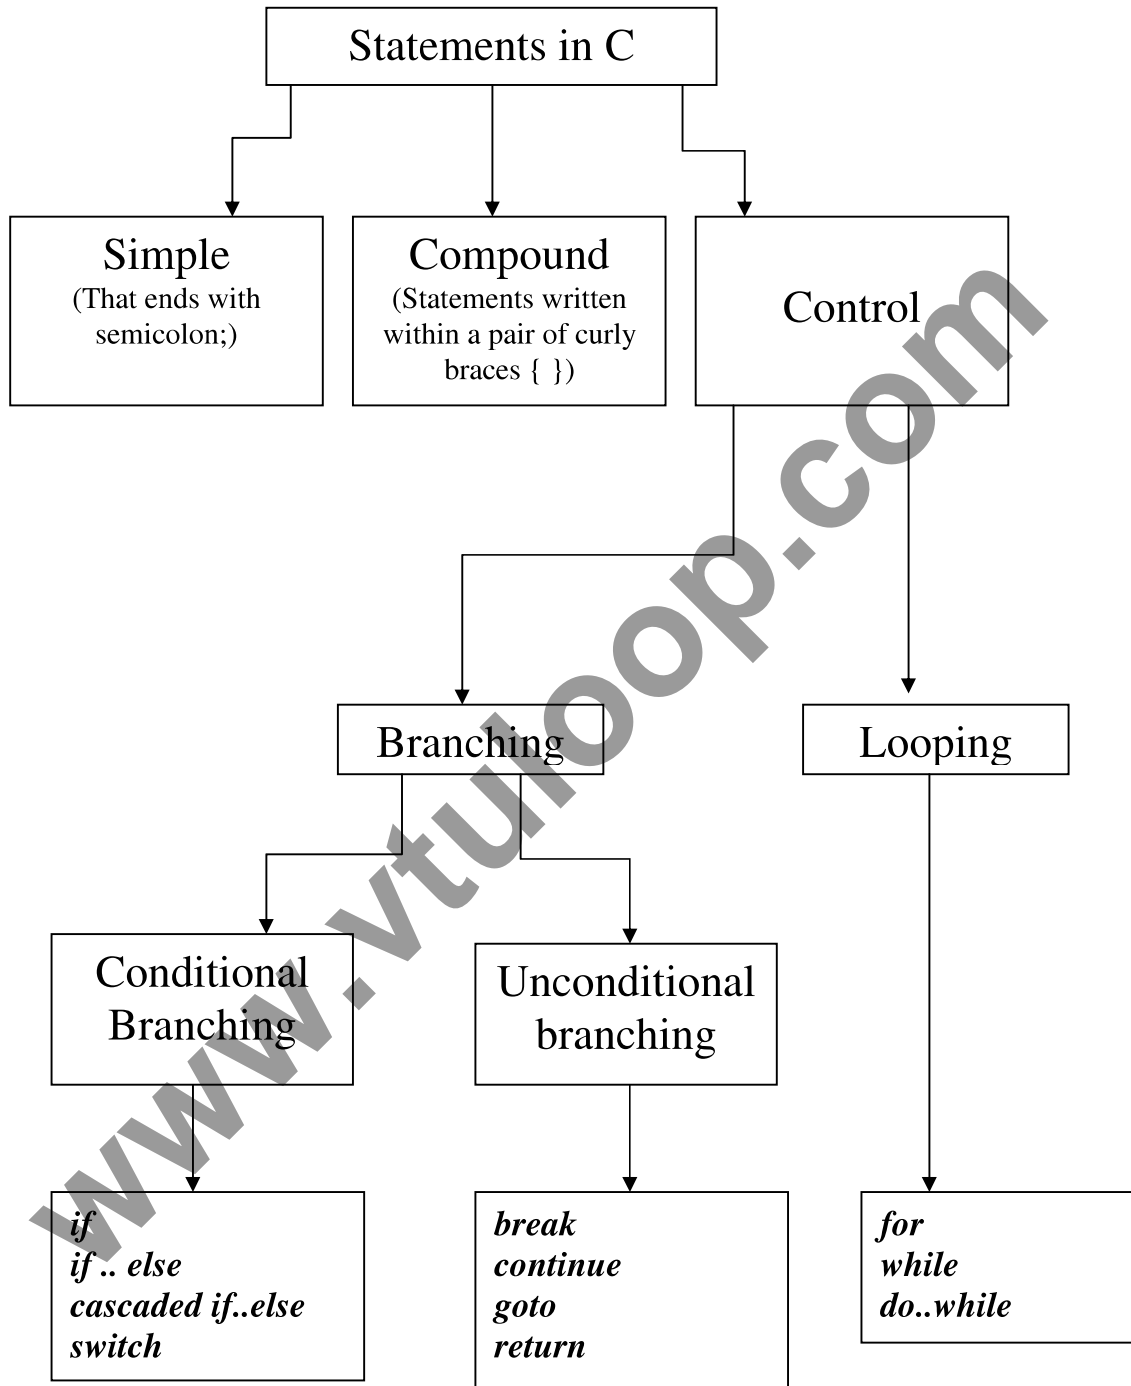 Statements in C
Simple
(That ends with
semicolon;)
Compound
(Statements written
within a pair of curly
braces { })
Control
Branching
Looping
Conditional
Branching
Unconditional
branching
if
if .. else
cascaded if..else
switch
break
continue
goto
return
for
while
do..while
www.vtuloop.com